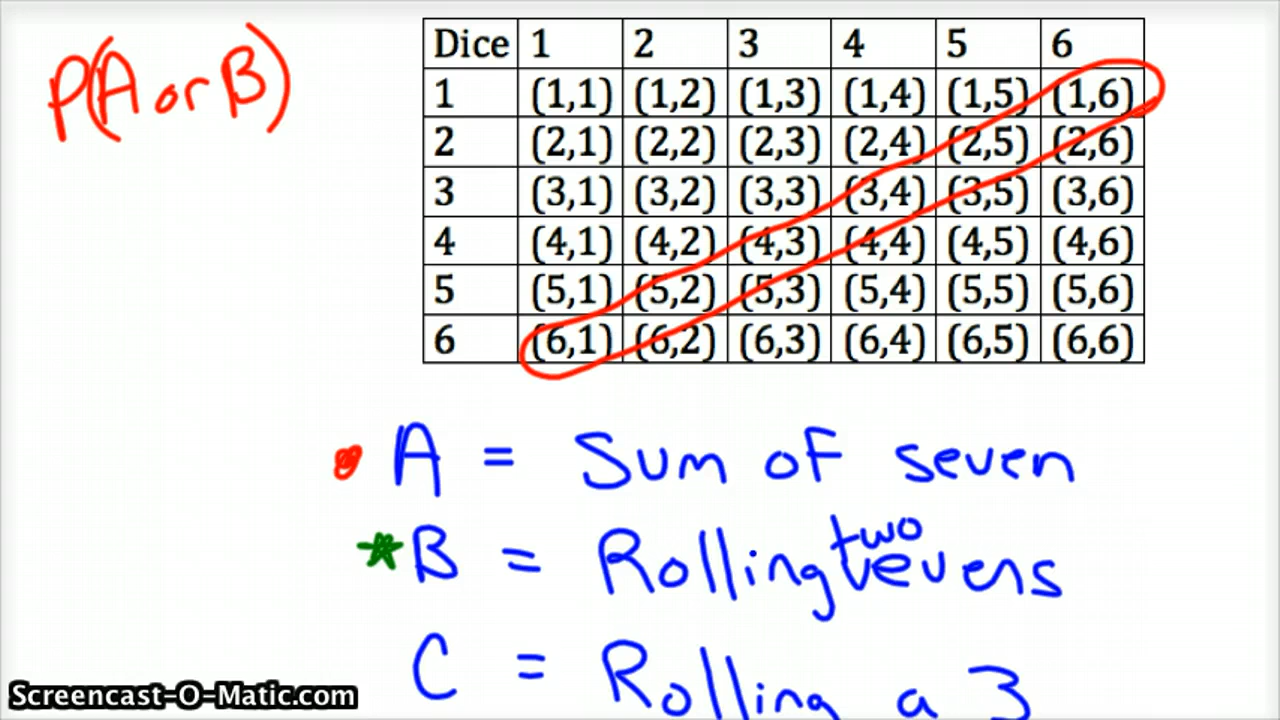 P(A or B)
Dice 1 2 3 4 5 6
1 (1,1) (1,2) (1,3) (1,4) (1,5) (1,6)
2 (2,1) (2,2) (2,3) (2,4) (2,5) (2,6)
3 (3,1) (3,2) (3,3) (3,4) (3,5) (3,6)
4 (4,1) (4,2) (4,3) (4,4) (4,5) (4,6)
5 (5,1) (5,2) (5,3) (5,4) (5,5) (5,6)
6 (6,1) (6,2) (6,3) (6,4) (6,5) (6,6)
A = Sum of seven
B = Rolling two evens
C = Rolling a 3
Screencast-O-Matic.com